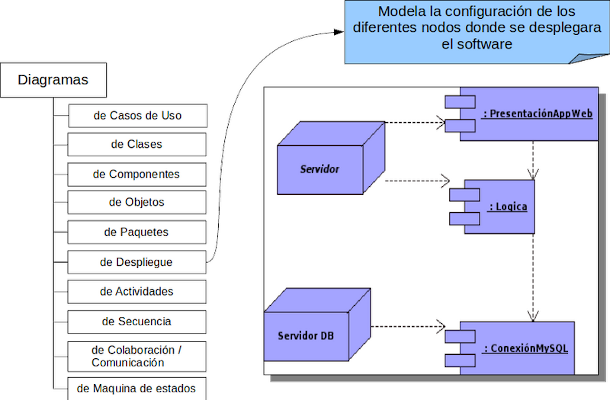 Modela la configuración de los
diferentes nodos donde se desplegara
el software
Diagramas
de Casos de Uso
de Clases
de Componentes
de Objetos
de Paquetes
de Despliegue
de Actividades
de Secuencia
de Colaboración /
Comunicación
de Maquina de estados
: PresentaciónAppWeb
Servidor
: Logica
Servidor DB
: ConexiónMySQL